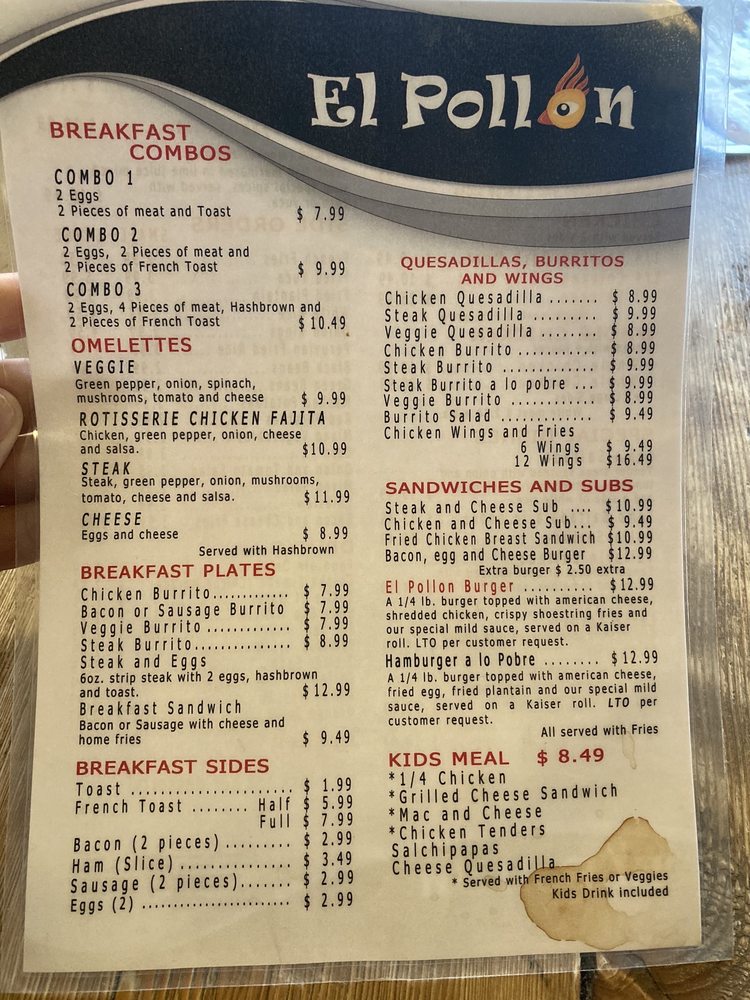 El Pollon
BREAKFAST
COMBOS
COMBO 1
2 Eggs
2 Pieces of meat and Toast $ 7.99
COMBO 2
2 Eggs, 2 Pieces of meat and
2 Pieces of French Toast $ 9.99
COMBO 3
2 Eggs, 4 Pieces of meat, Hashbrown and
2 Pieces of French Toast $ 10.49
OMELETTES
VEGGIE
Green pepper, onion, spinach,
mushrooms, tomato and cheese $ 9.99
ROTISSERIE CHICKEN FAJITA
Chicken, green pepper, onion, cheese
and salsa. $10.99
STEAK
Steak, green pepper, onion, mushrooms,
tomato, cheese and salsa. $11.99
CHEESE
Eggs and cheese $ 8.99
Served with Hashbrown
BREAKFAST PLATES
Chicken Burrito............. $ 7.99
Bacon or Sausage Burrito $ 7.99
Veggie Burrito ............. $ 7.99
Steak Burrito............... $ 8.99
Steak and Eggs
6oz. strip steak with 2 eggs, hashbrown
and toast. $12.99
Breakfast Sandwich
Bacon or Sausage with cheese and
home fries $ 9.49
BREAKFAST SIDES
Toast ...................... $ 1.99
French Toast ........ Half $ 5.99
Full $ 7.99
Bacon (2 pieces) ......... $ 2.99
Ham (Slice) ............... $ 3.49
Sausage (2 pieces)....... $ 2.99
Eggs (2) ........................ $ 2.99
QUESADILLAS, BURRITOS
AND WINGS
Chicken Quesadilla ....... $ 8.99
Steak Quesadilla ......... $ 9.99
Veggie Quesadilla ........ $ 8.99
Chicken Burrito ........... $ 8.99
Steak Burrito ............. $ 9.99
Steak Burrito a lo pobre ... $ 9.99
Veggie Burrito ............ $ 8.99
Burrito Salad ............. $ 9.49
Chicken Wings and Fries
6 Wings $ 9.49
12 Wings $16.49
SANDWICHES AND SUBS
Steak and Cheese Sub .... $10.99
Chicken and Cheese Sub... $ 9.49
Fried Chicken Breast Sandwich $10.99
Bacon, egg and Cheese Burger $12.99
Extra burger $ 2.50 extra
El Pollon Burger .......... $12.99
A 1/4 lb. burger topped with american cheese,
shredded chicken, crispy shoestring fries and
our special mild sauce, served on a Kaiser
roll. LTO per customer request.
Hamburger a lo Pobre ........ $12.99
A 1/4 lb. burger topped with american cheese,
fried egg, fried plantain and our special mild
sauce, served on a Kaiser roll. LTO per
customer request.
All served with Fries
KIDS MEAL $ 8.49
*1/4 Chicken
*Grilled Cheese Sandwich
*Mac and Cheese
*Chicken Tenders
Salchipapas
Cheese Quesadilla
* Served with French Fries or Veggies
Kids Drink included